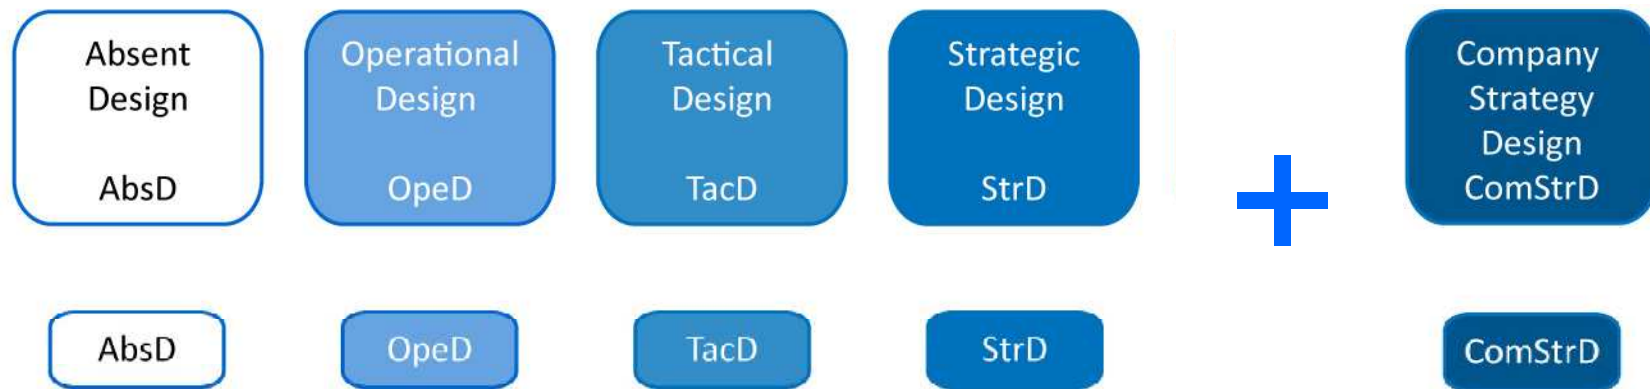 Absent
Design
AbsD
Operational
Design
OpeD
Tactical
Design
TacD
Strategic
Design
StrD
Company
Strategy
Design
ComStrD
AbsD
OpeD
TacD
StrD
ComStrD